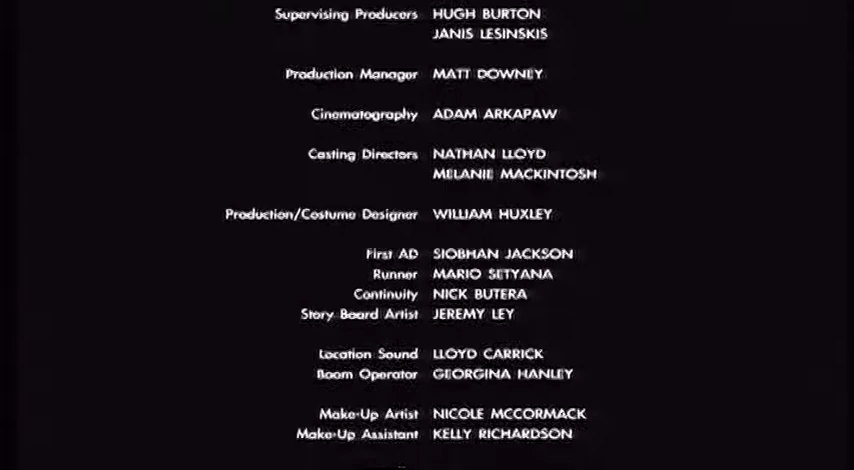 Supervising Producers HUGH BURTON
JANIS LESINSKIS
Production Manager MATT DOWNEY
Cinematography ADAM ARKAPAW
Casting Directors NATHAN LLOYD
MELANIE MACKINTOSH
Production/Costume Designer WILLIAM HUXLEY
First AD SIOBHAN JACKSON
Runner MARIO SETYANA
Continuity NICK BUTERA
Story Board Artist JEREMY LEY
Location Sound LLOYD CARRICK
Boom Operator GEORGINA HANLEY
Make-Up Artist NICOLE MCCORMACK
Make-Up Assistant KELLY RICHARDSON